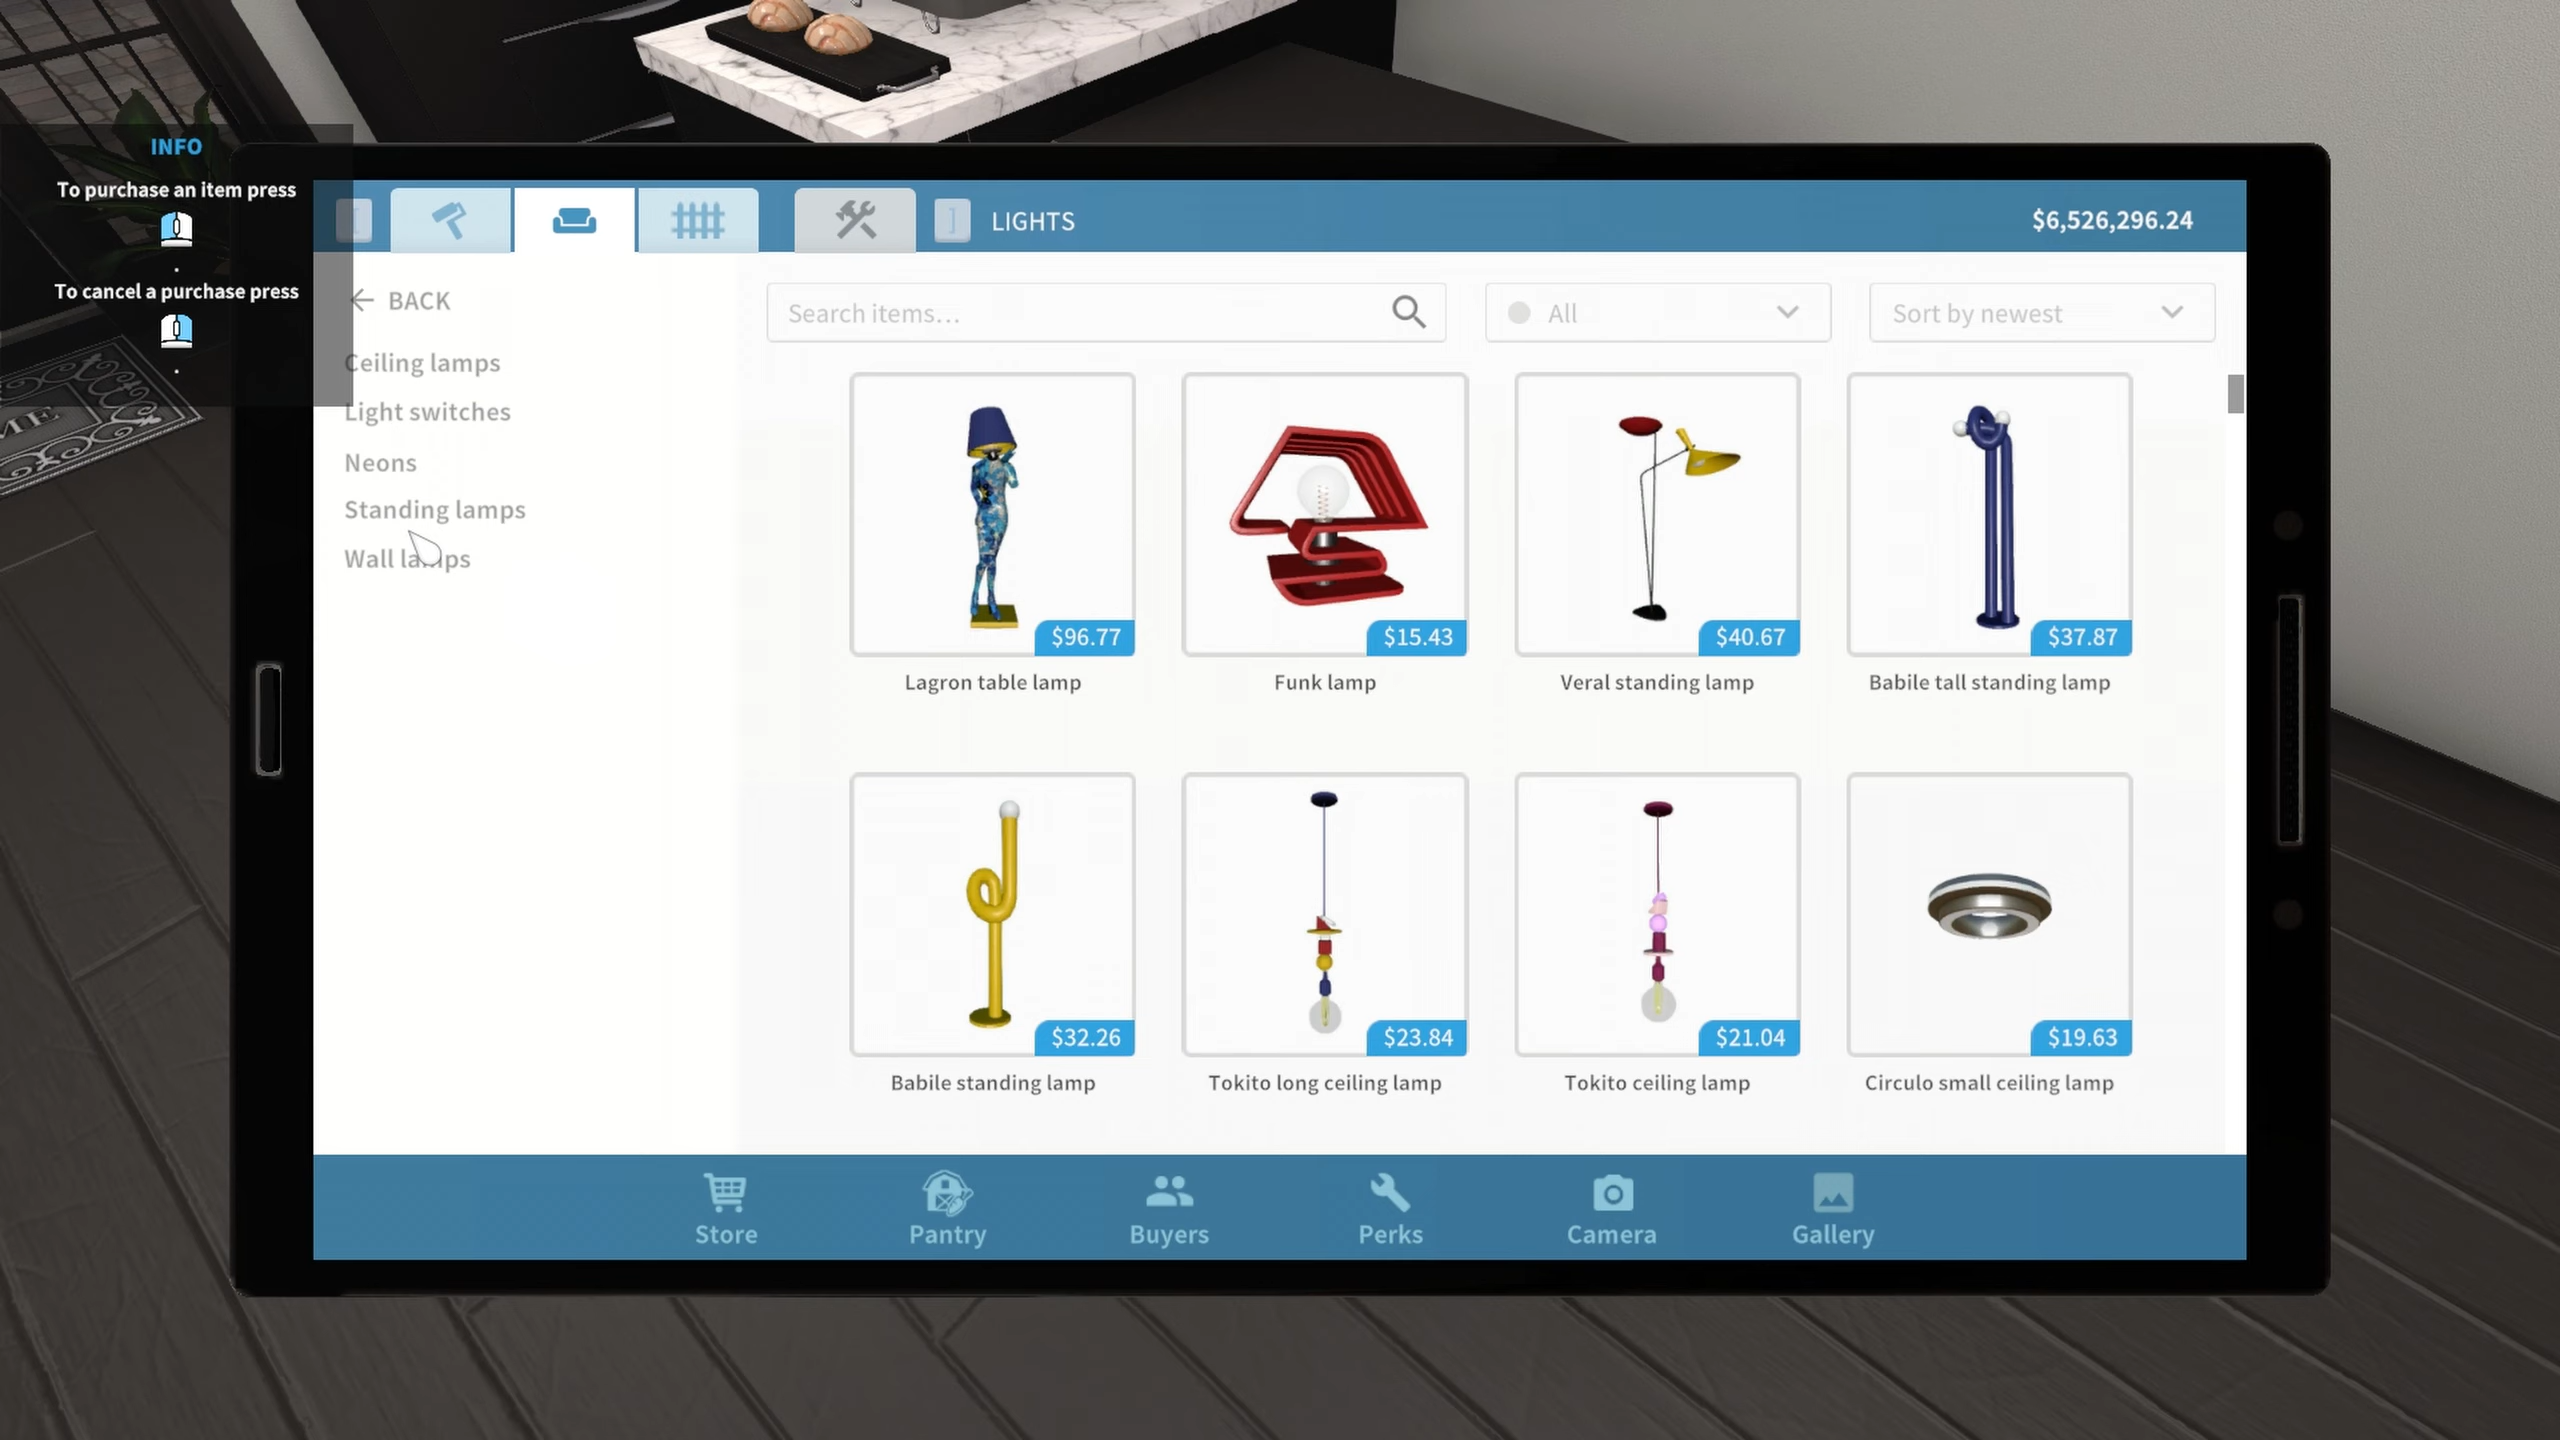 INFO
To purchase an item press
.
To cancel a purchase press
.
[
]
LIGHTS
$6,526,296.24
BACK
Ceiling lamps
Light switches
Neons
Standing lamps
Wall lamps
Search items...
All
Sort by newest
$96.77
$15.43
$40.67
$37.87
Lagron table lamp
Funk lamp
Veral standing lamp
Babile tall standing lamp
$32.26
$23.84
$21.04
$19.63
Babile standing lamp
Tokito long ceiling lamp
Tokito ceiling lamp
Circulo small ceiling lamp
Store
Pantry
Buyers
Perks
Camera
Gallery
ME